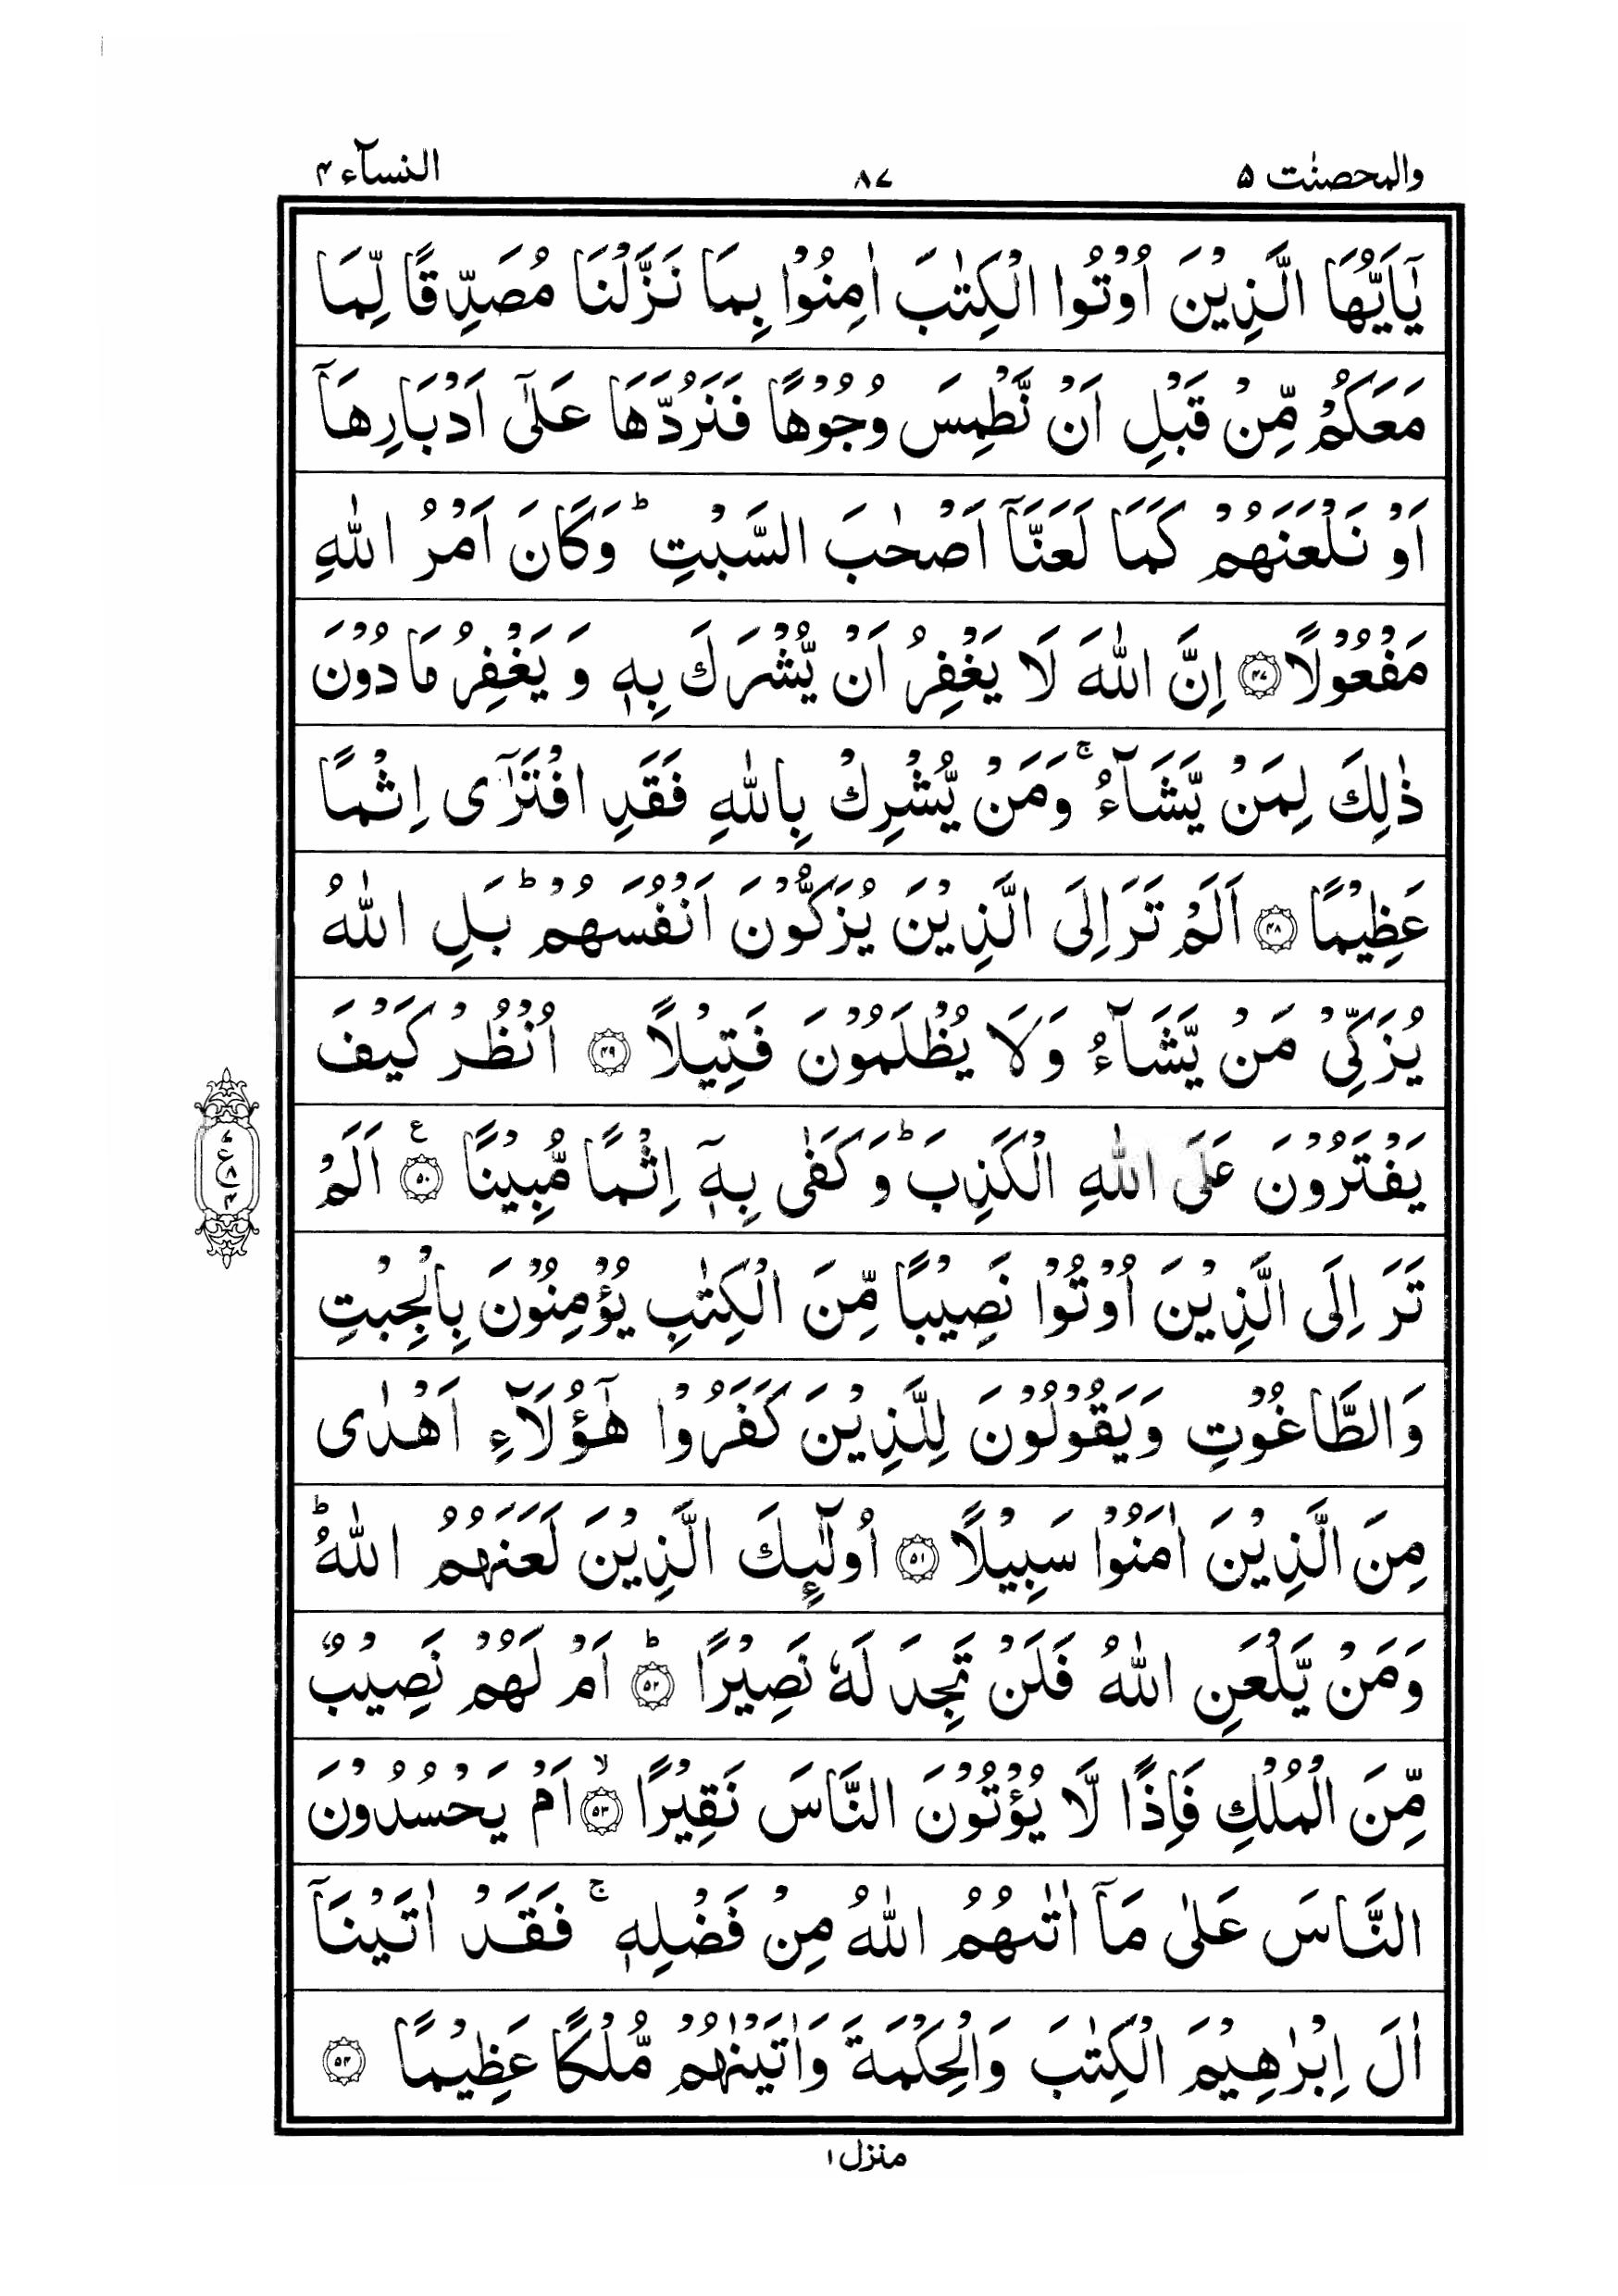 والمحصنٰت ۵
۸۷
النسآء ۴
يٰۤاَيُّهَا الَّذِيْنَ اُوْتُوا الْكِتٰبَ اٰمِنُوْا بِمَا نَزَّلْنَا مُصَدِّقًا لِّمَا
مَعَكُمْ مِّنْ قَبْلِ اَنْ نَّطْمِسَ وُجُوْهًا فَنَرُدَّهَا عَلٰۤى اَدْبَارِهَاۤ
اَوْ نَلْعَنَهُمْ كَمَا لَعَنَّاۤ اَصْحٰبَ السَّبْتِ ؕ وَكَانَ اَمْرُ اللّٰهِ
مَفْعُوْلًا ۴۷ اِنَّ اللّٰهَ لَا يَغْفِرُ اَنْ يُّشْرَكَ بِهٖ وَ يَغْفِرُ مَا دُوْنَ
ذٰلِكَ لِمَنْ يَّشَآءُ ۚ وَمَنْ يُّشْرِكْ بِاللّٰهِ فَقَدِ افْتَرٰۤى اِثْمًا
عَظِيْمًا ۴۸ اَلَمْ تَرَ اِلَى الَّذِيْنَ يُزَكُّوْنَ اَنْفُسَهُمْ ؕ بَلِ اللّٰهُ
يُزَكِّىْ مَنْ يَّشَآءُ وَلَا يُظْلَمُوْنَ فَتِيْلًا ۴۹ اُنْظُرْ كَيْفَ
يَفْتَرُوْنَ عَلَى اللّٰهِ الْكَذِبَ ؕ وَكَفٰى بِهٖۤ اِثْمًا مُّبِيْنًا ۵۰ ع اَلَمْ
تَرَ اِلَى الَّذِيْنَ اُوْتُوْا نَصِيْبًا مِّنَ الْكِتٰبِ يُؤْمِنُوْنَ بِالْجِبْتِ
وَالطَّاغُوْتِ وَيَقُوْلُوْنَ لِلَّذِيْنَ كَفَرُوْا هٰۤؤُلَآءِ اَهْدٰى
مِنَ الَّذِيْنَ اٰمَنُوْا سَبِيْلًا ۵۱ اُولٰٓئِكَ الَّذِيْنَ لَعَنَهُمُ اللّٰهُ ؕ
وَمَنْ يَّلْعَنِ اللّٰهُ فَلَنْ تَجِدَ لَهٗ نَصِيْرًا ؕ ۵۲ اَمْ لَهُمْ نَصِيْبٌ
مِّنَ الْمُلْكِ فَاِذًا لَّا يُؤْتُوْنَ النَّاسَ نَقِيْرًا ۙ ۵۳ اَمْ يَحْسُدُوْنَ
النَّاسَ عَلٰى مَاۤ اٰتٰىهُمُ اللّٰهُ مِنْ فَضْلِهٖ ۚ فَقَدْ اٰتَيْنَاۤ
اٰلَ اِبْرٰهِيْمَ الْكِتٰبَ وَالْحِكْمَةَ وَاٰتَيْنٰهُمْ مُّلْكًا عَظِيْمًا ۵۴
ع
۸
۴
منزل ۱